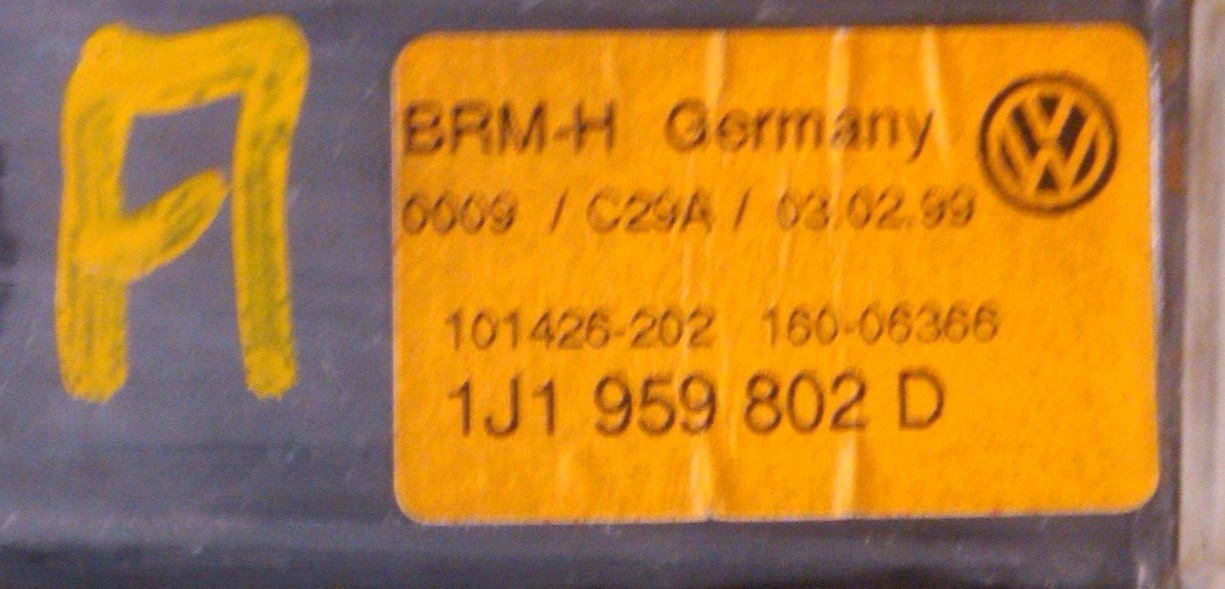 A
BRM-H Germany
0009 / C29A / 03.02.99
101426-202 160-06366
1J1 959 802 D